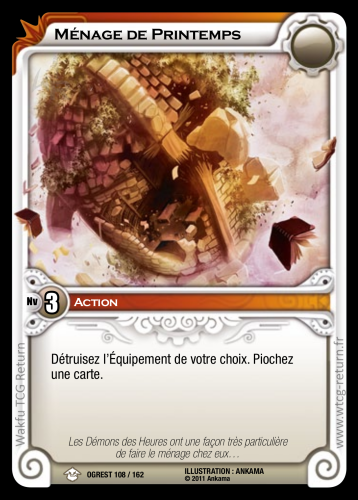 MÉNAGE DE PRINTEMPS
Nv 3 ACTION
Détruisez l'Équipement de votre choix. Piochez
une carte.
Les Démons des Heures ont une façon très particulière
de faire le ménage chez eux…
OGREST 108 / 162
ILLUSTRATION : ANKAMA
© 2011 Ankama
Wakfu TCG Return
www.wtcg-return.fr